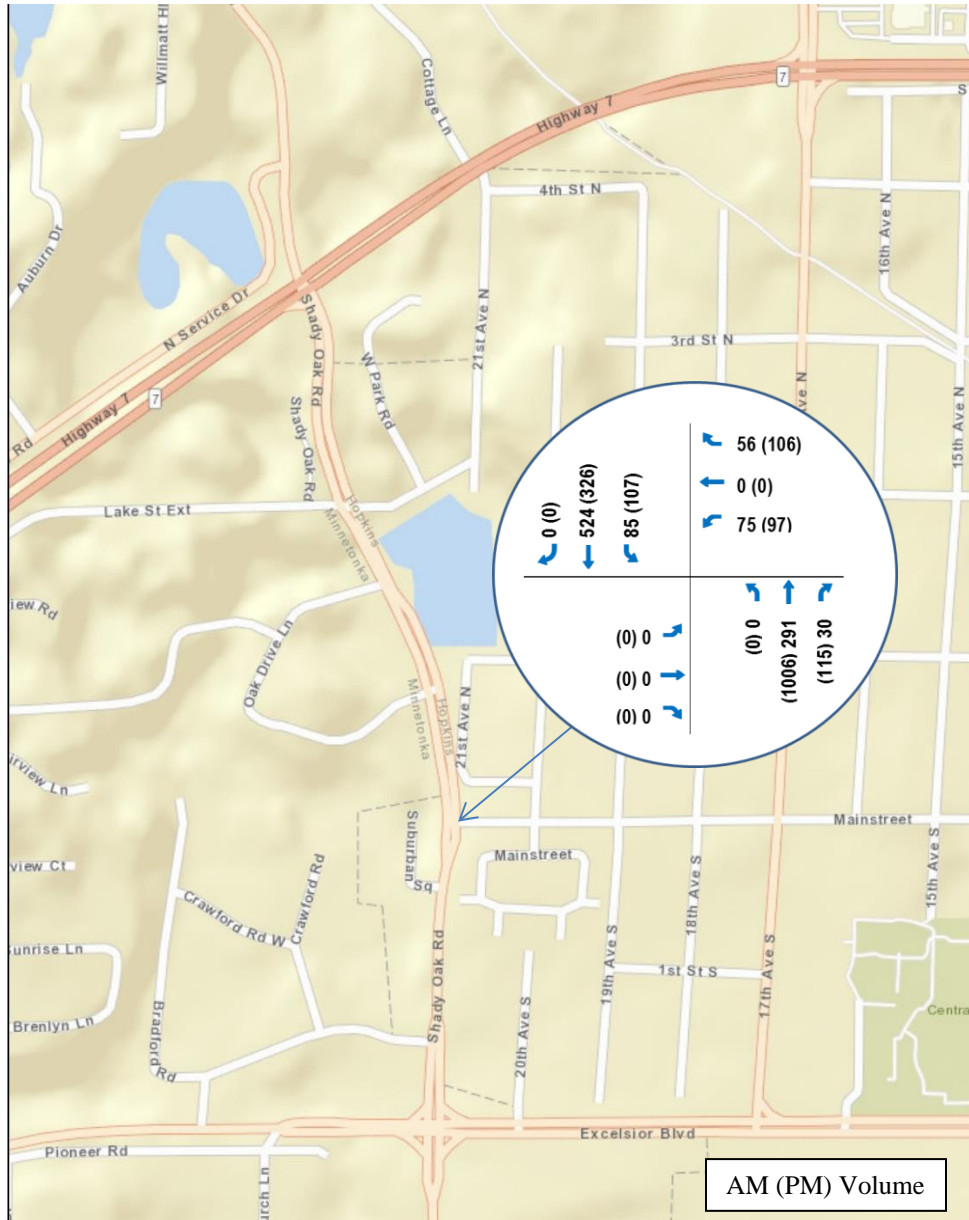 Willmatt Hl
Cottage Ln
Highway 7
7
S
4th St N
16th Ave N
Auburn Dr
N Service Dr
Shady Oak Rd
21st Ave N
3rd St N
W Park Rd
Highway 7
7
Rd
Shady Oak Rd
ve N
15th Ave N
Lake St Ext
Hopkins
Minnetonka
0 (0)
524 (326)
85 (107)
56 (106)
0 (0)
75 (97)
(0) 0
(0) 0
(0) 0
(0) 0
(1006) 291
(115) 30
iew Rd
Oak Drive Ln
Minnetonka
Hopkins
21st Ave N
irview Ln
Suburban
Sq
Mainstreet
Mainstreet
view Ct
Crawford Rd W
Crawford Rd
18th Ave S
15th Ave S
Sunrise Ln
19th Ave S
1st St S
17th Ave S
Brenlyn Ln
Bradford
Rd
Shady Oak Rd
20th Ave S
Centra
Excelsior Blvd
Pioneer Rd
urch Ln
AM (PM) Volume